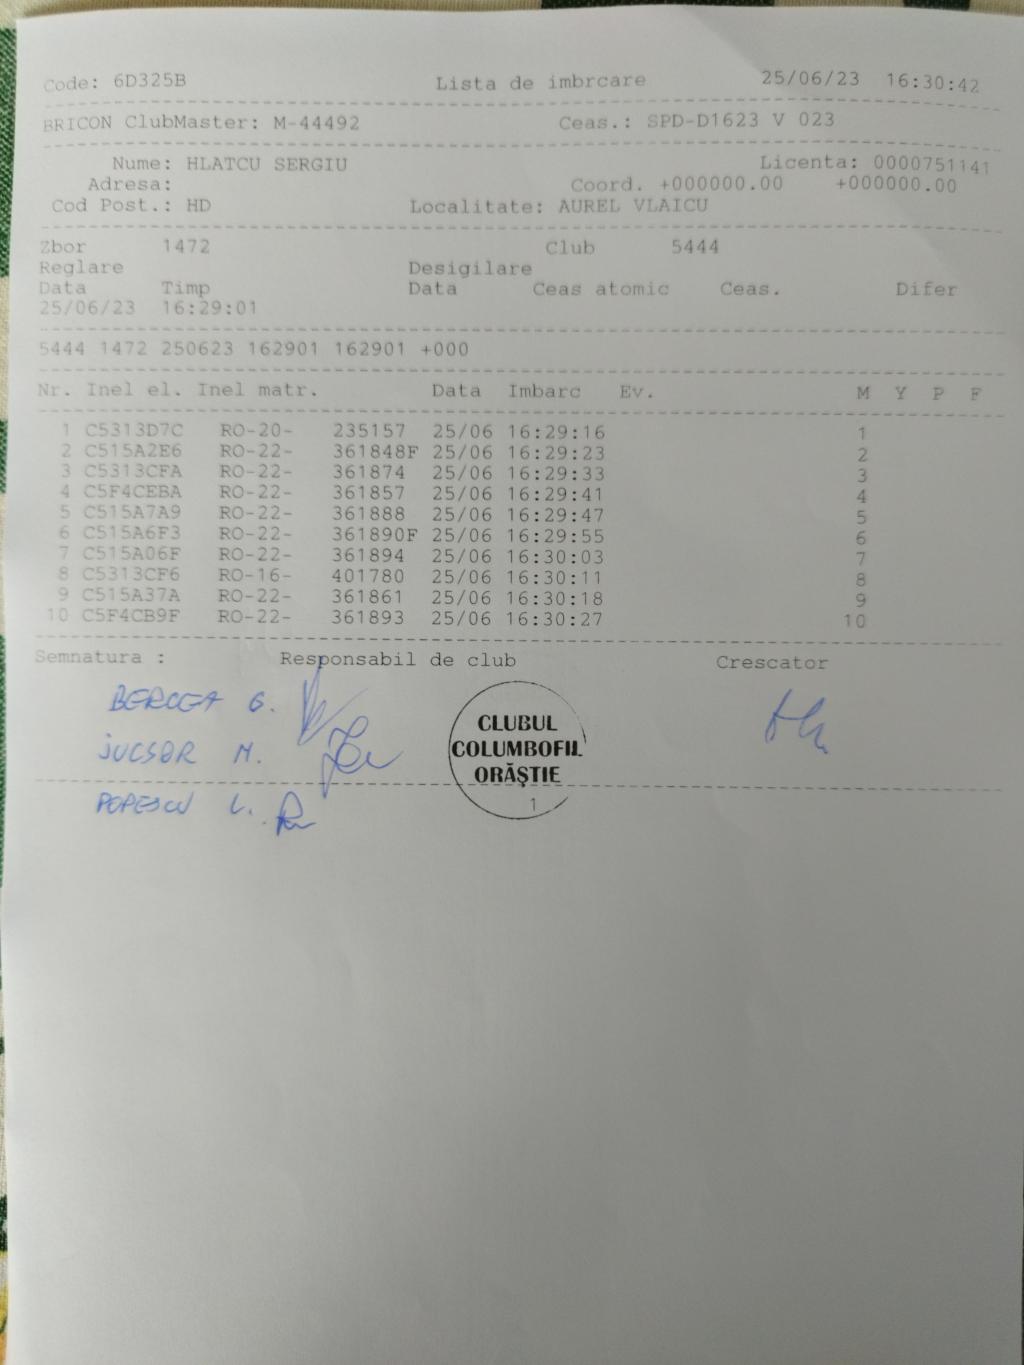 Code: 6D325B Lista de imbrcare 25/06/23 16:30:42
BRICON ClubMaster: M-44492 Ceas.: SPD-D1623 V 023
Nume: HLATCU SERGIU Licenta: 0000751141
Adresa: Coord. +000000.00 +000000.00
Cod Post.: HD Localitate: AUREL VLAICU
Zbor 1472 Club 5444
Reglare Desigilare
Data Timp Data Ceas atomic Ceas. Difer
25/06/23 16:29:01
5444 1472 250623 162901 162901 +000
Nr. Inel el. Inel matr. Data Imbarc Ev. M Y P F
1 C5313D7C RO-20- 235157 25/06 16:29:16 1
2 C515A2E6 RO-22- 361848F 25/06 16:29:23 2
3 C5313CFA RO-22- 361874 25/06 16:29:33 3
4 C5F4CEBA RO-22- 361857 25/06 16:29:41 4
5 C515A7A9 RO-22- 361888 25/06 16:29:47 5
6 C515A6F3 RO-22- 361890F 25/06 16:29:55 6
7 C515A06F RO-22- 361894 25/06 16:30:03 7
8 C5313CF6 RO-16- 401780 25/06 16:30:11 8
9 C515A37A RO-22- 361861 25/06 16:30:18 9
10 C5F4CB9F RO-22- 361893 25/06 16:30:27 10
Semnatura : Responsabil de club Crescator
BERCEA G.
JUCSOR M.
POPESCU L.
CLUBUL
COLUMBOFIL
ORĂȘTIE
1